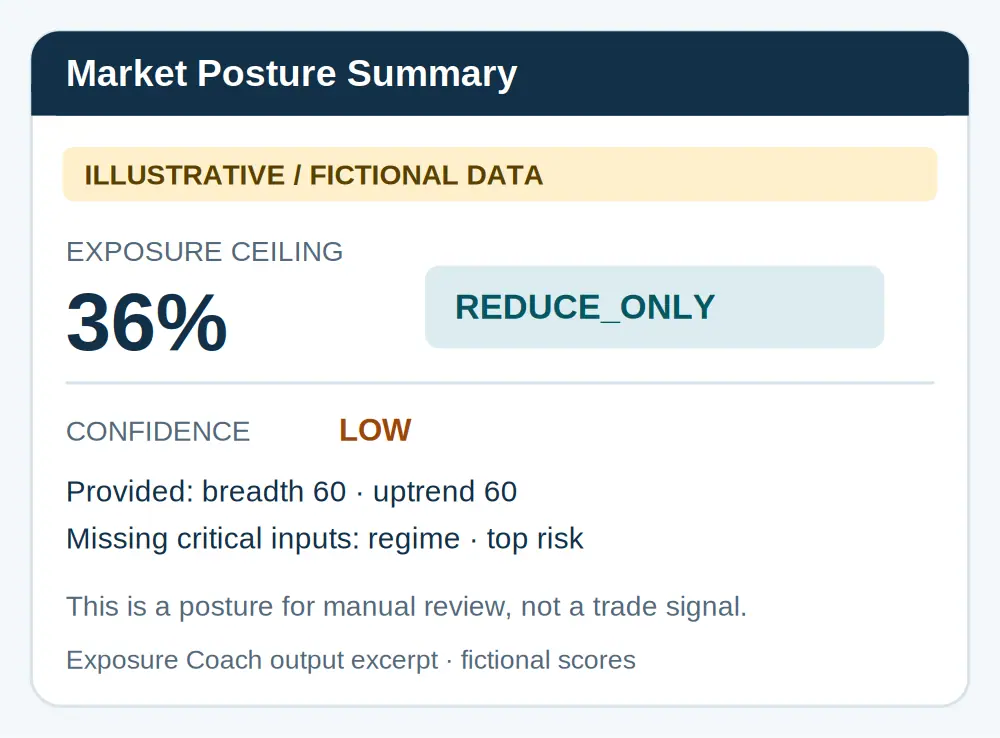 Market Posture Summary
ILLUSTRATIVE / FICTIONAL DATA
EXPOSURE CEILING
36%
REDUCE_ONLY
CONFIDENCE LOW
Provided: breadth 60 · uptrend 60
Missing critical inputs: regime · top risk
This is a posture for manual review, not a trade signal.
Exposure Coach output excerpt · fictional scores